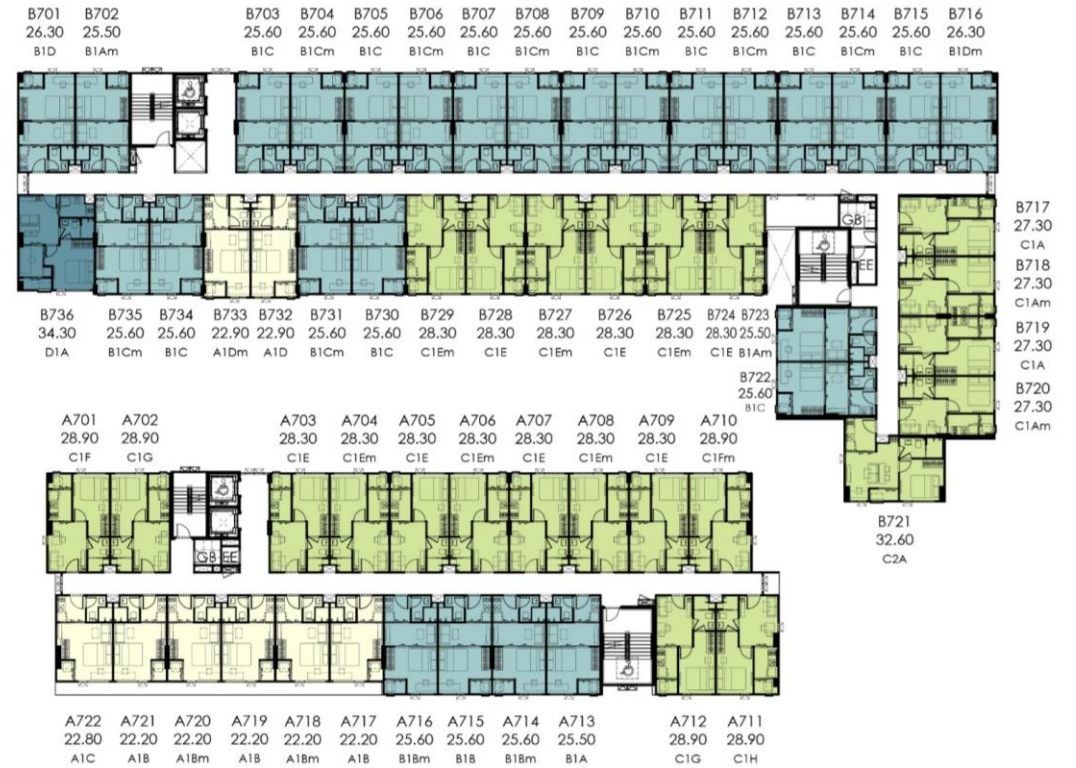 B701 B702 B703 B704 B705 B706 B707 B708 B709 B710 B711 B712 B713 B714 B715 B716
26.30 25.50 25.60 25.60 25.60 25.60 25.60 25.60 25.60 25.60 25.60 25.60 25.60 25.60 25.60 26.30
B1D B1Am B1C B1Cm B1C B1Cm B1C B1Cm B1C B1Cm B1C B1Cm B1C B1Cm B1C B1Dm
B717
27.30
C1A
B718
27.30
C1Am
B719
27.30
C1A
B720
27.30
C1Am
GB
EE
B736 B735 B734 B733 B732 B731 B730 B729 B728 B727 B726 B725 B724 B723
34.30 25.60 25.60 22.90 22.90 25.60 25.60 28.30 28.30 28.30 28.30 28.30 28.30 25.50
D1A B1Cm B1C A1Dm A1D B1Cm B1C C1Em C1E C1Em C1E C1Em C1E B1Am
B722
25.60
B1C
B721
32.60
C2A
A701 A702 A703 A704 A705 A706 A707 A708 A709 A710
28.90 28.90 28.30 28.30 28.30 28.30 28.30 28.30 28.30 28.90
C1F C1G C1E C1Em C1E C1Em C1E C1Em C1E C1Fm
GB EE
A722 A721 A720 A719 A718 A717 A716 A715 A714 A713 A712 A711
22.80 22.20 22.20 22.20 22.20 22.20 25.60 25.60 25.60 25.50 28.90 28.90
A1C A1B A1Bm A1B A1Bm A1B B1Bm B1B B1Bm B1A C1G C1H